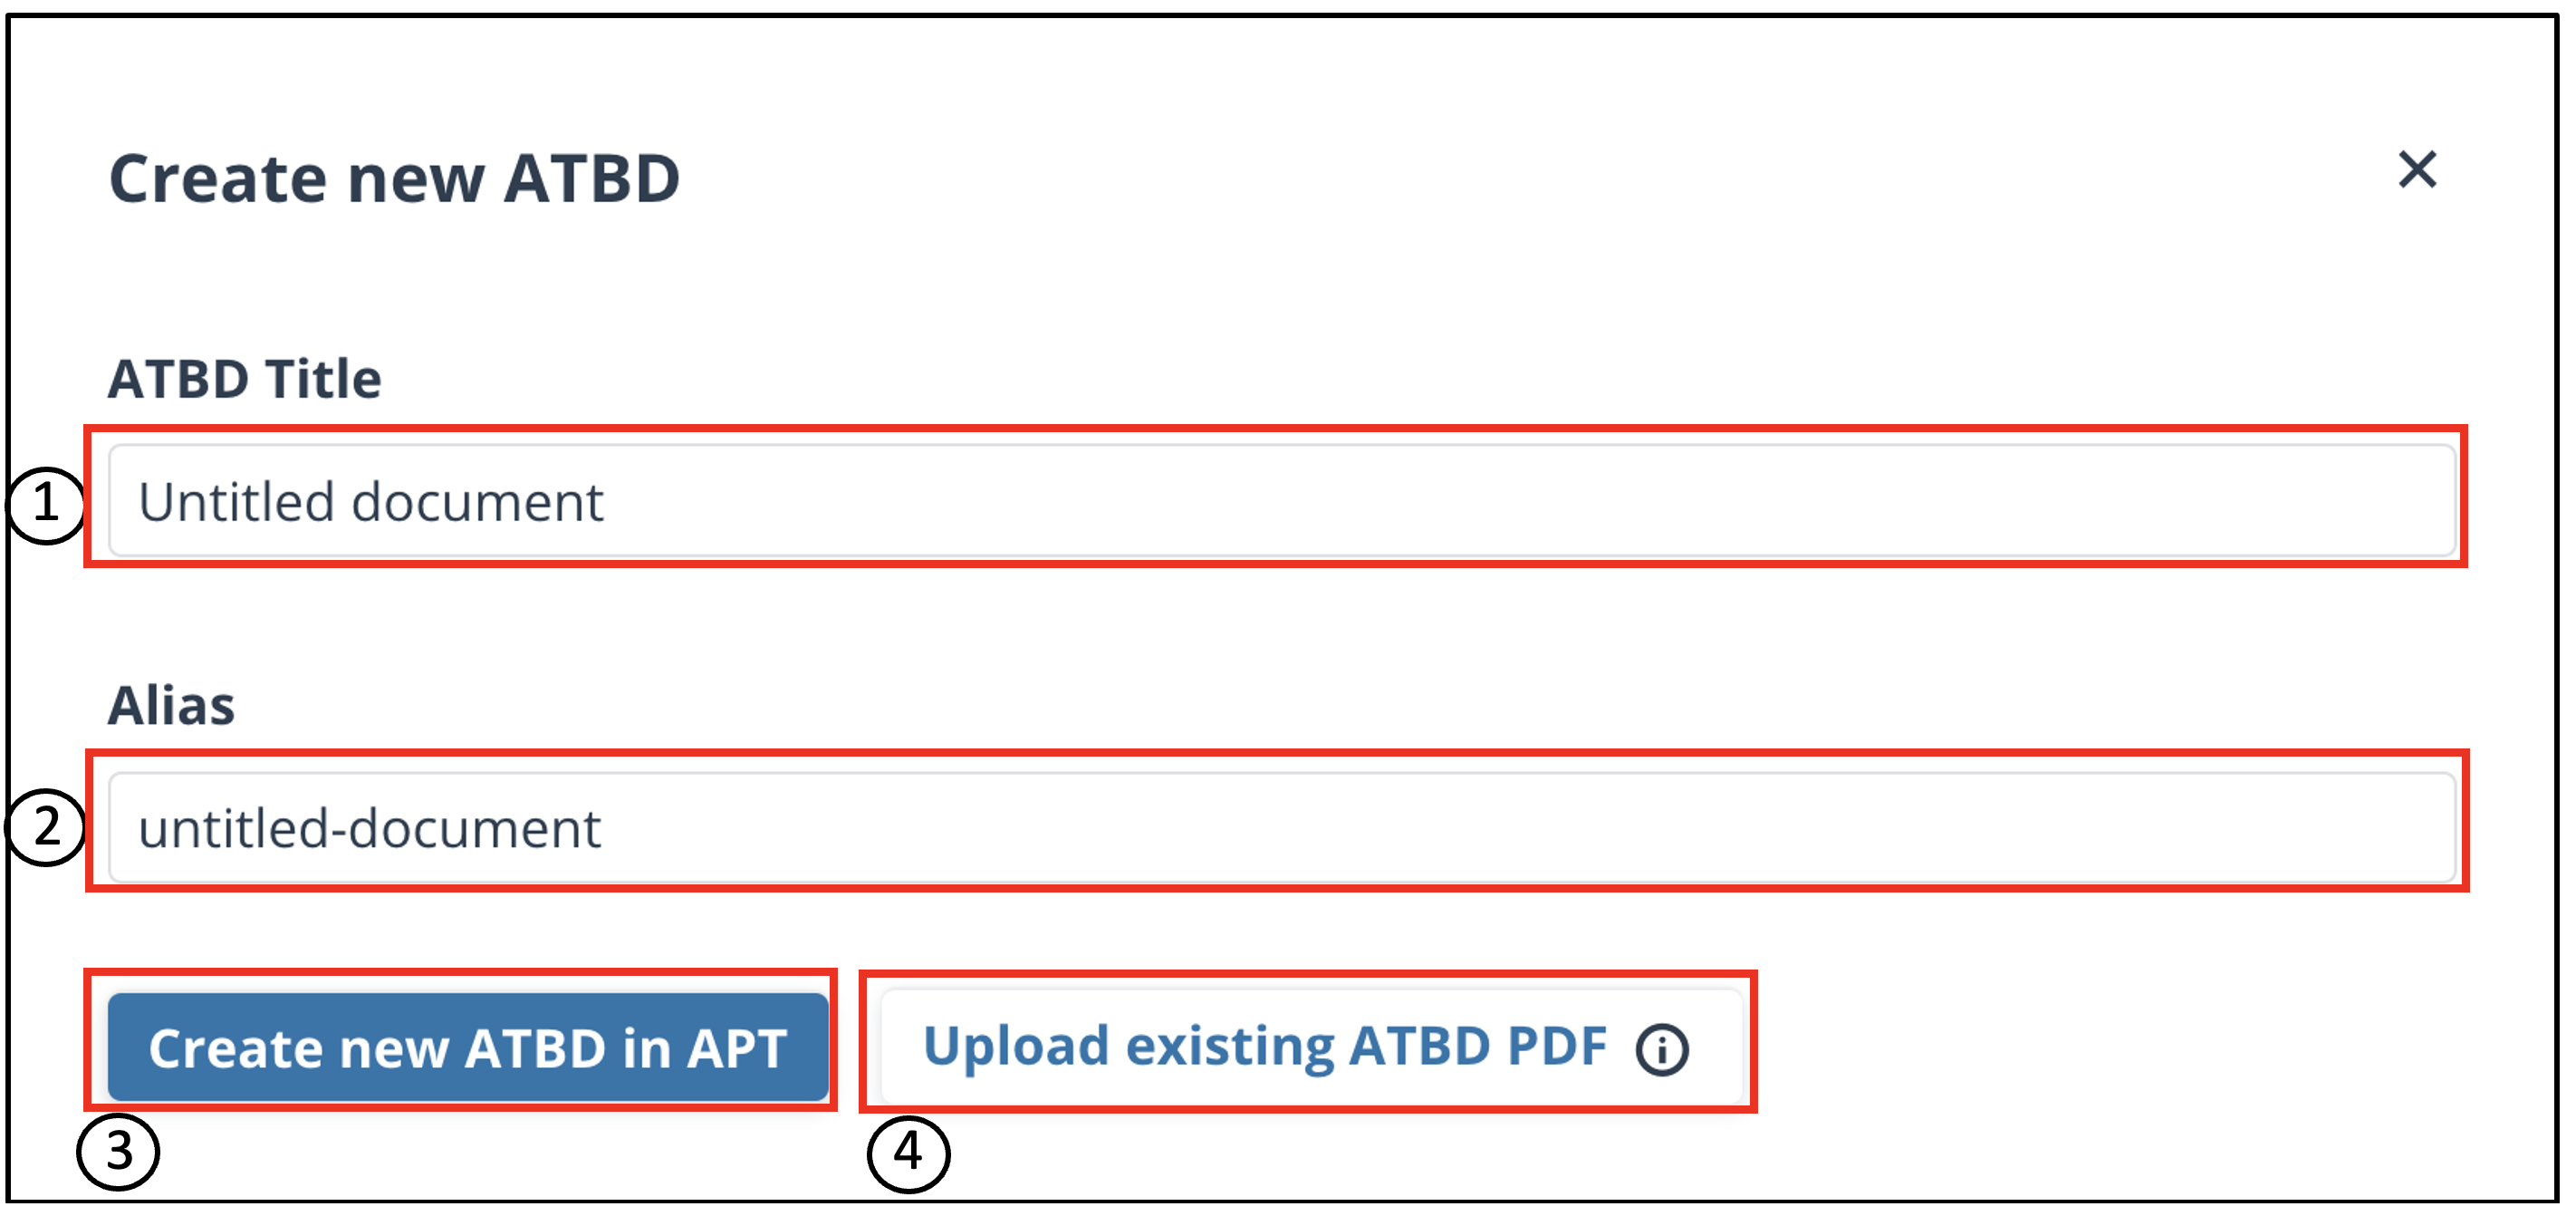 Create new ATBD
ATBD Title
1 Untitled document
Alias
2 untitled-document
Create new ATBD in APT Upload existing ATBD PDF
3 4